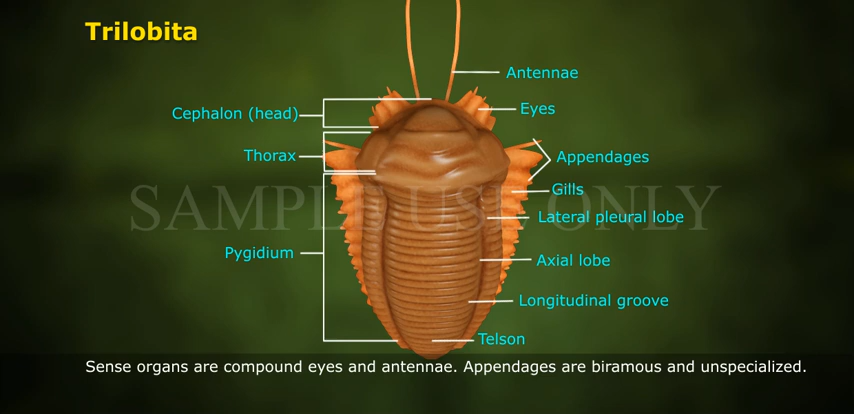 Trilobita
Antennae
Cephalon (head)
Eyes
Thorax
Appendages
Gills
SAMPLE USE ONLY
Lateral pleural lobe
Pygidium
Axial lobe
Longitudinal groove
Telson
Sense organs are compound eyes and antennae. Appendages are biramous and unspecialized.